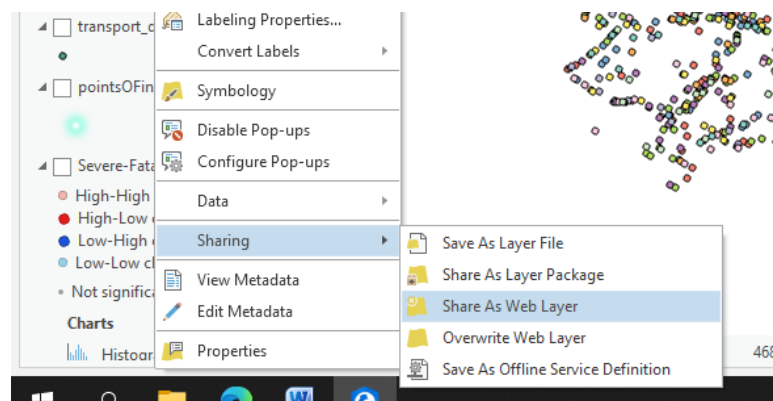 transport_c
pointsOFin
Severe-Fata
High-High
High-Low
Low-High
Low-Low cl
Not significa
Charts
Histogr
Labeling Properties...
Convert Labels
Symbology
Disable Pop-ups
Configure Pop-ups
Data
Sharing
View Metadata
Edit Metadata
Properties
Save As Layer File
Share As Layer Package
Share As Web Layer
Overwrite Web Layer
Save As Offline Service Definition
468
W